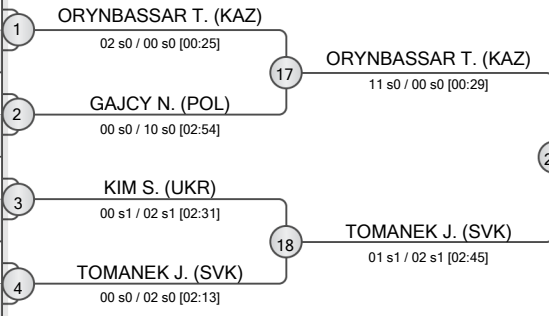 1
ORYNBASSAR T. (KAZ)
02 s0 / 00 s0 [00:25]
17
ORYNBASSAR T. (KAZ)
11 s0 / 00 s0 [00:29]
2
GAJCY N. (POL)
00 s0 / 10 s0 [02:54]
2
3
KIM S. (UKR)
00 s1 / 02 s1 [02:31]
18
TOMANEK J. (SVK)
01 s1 / 02 s1 [02:45]
4
TOMANEK J. (SVK)
00 s0 / 02 s0 [02:13]